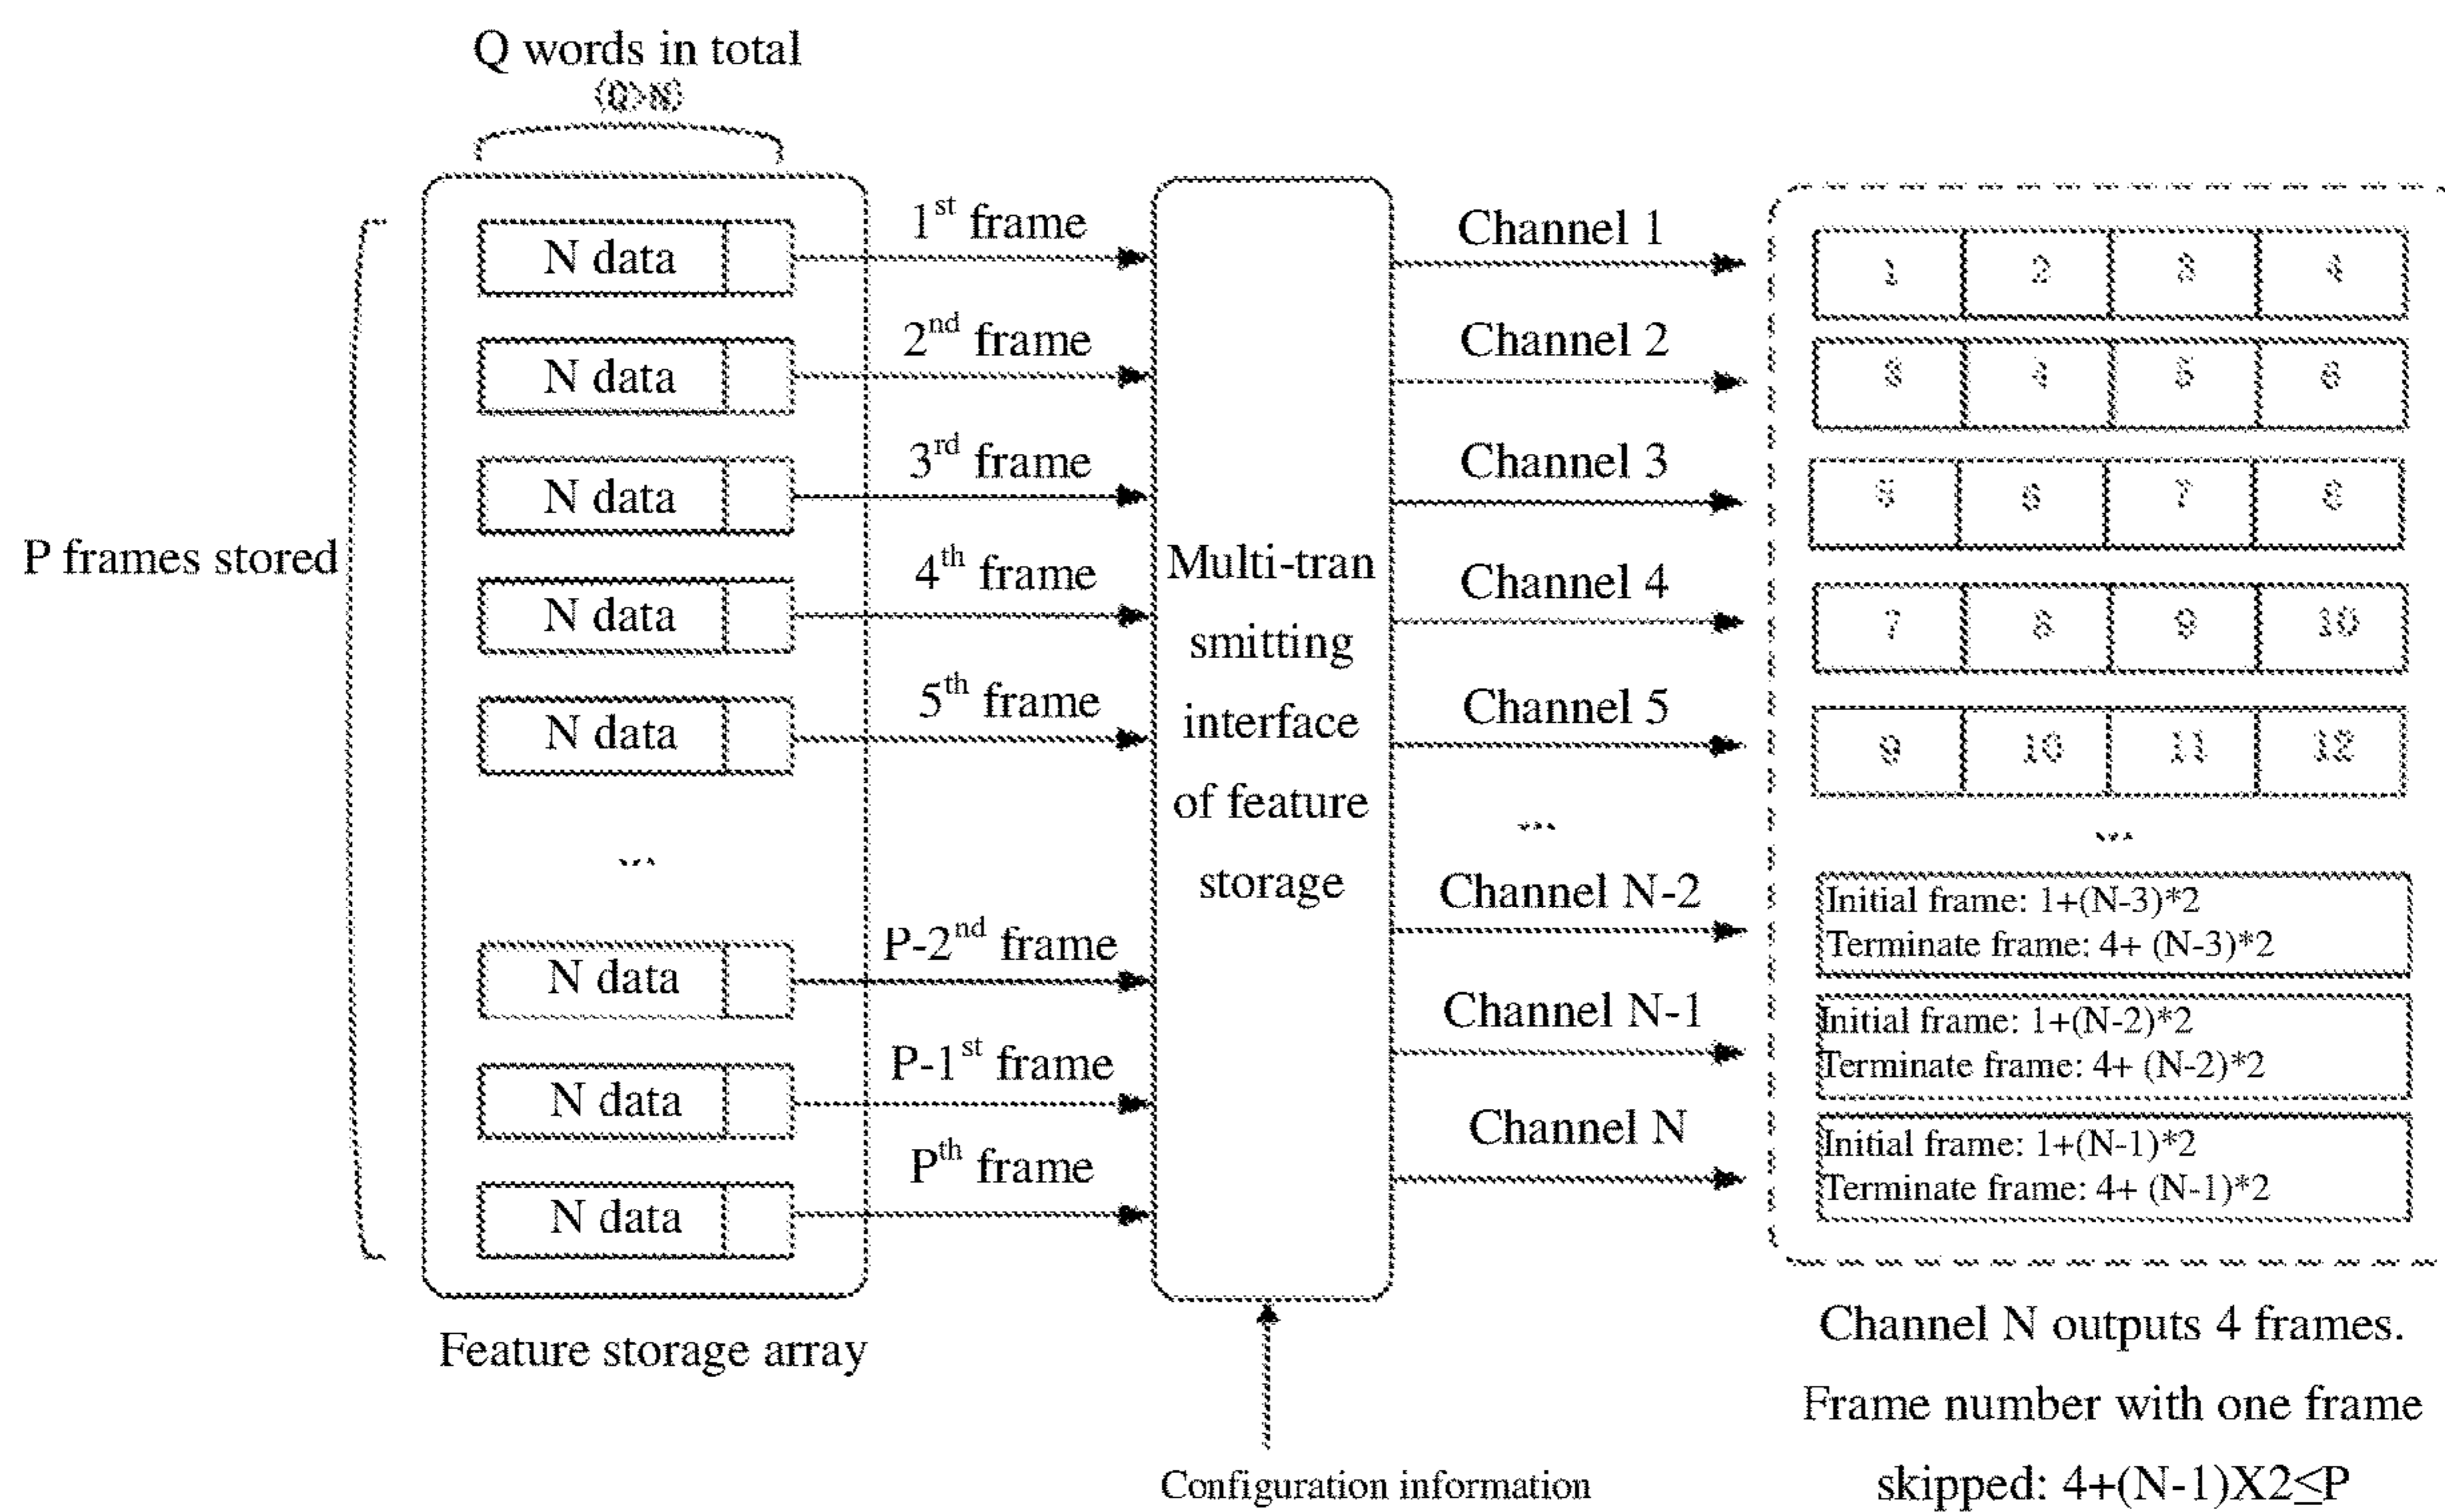 Q words in total
(Q>N)
P frames stored
N data
N data
N data
N data
N data
...
N data
N data
N data
Feature storage array
1st frame
2nd frame
3rd frame
4th frame
5th frame
P-2nd frame
P-1st frame
Pth frame
Multi-tran
smitting
interface
of feature
storage
Configuration information
Channel 1
Channel 2
Channel 3
Channel 4
Channel 5
...
Channel N-2
Channel N-1
Channel N
1 2 3 4
3 4 5 6
5 6 7 8
7 8 9 10
9 10 11 12
...
Initial frame: 1+(N-3)*2
Terminate frame: 4+ (N-3)*2
Initial frame: 1+(N-2)*2
Terminate frame: 4+ (N-2)*2
Initial frame: 1+(N-1)*2
Terminate frame: 4+ (N-1)*2
Channel N outputs 4 frames.
Frame number with one frame
skipped: 4+(N-1)X2≤P